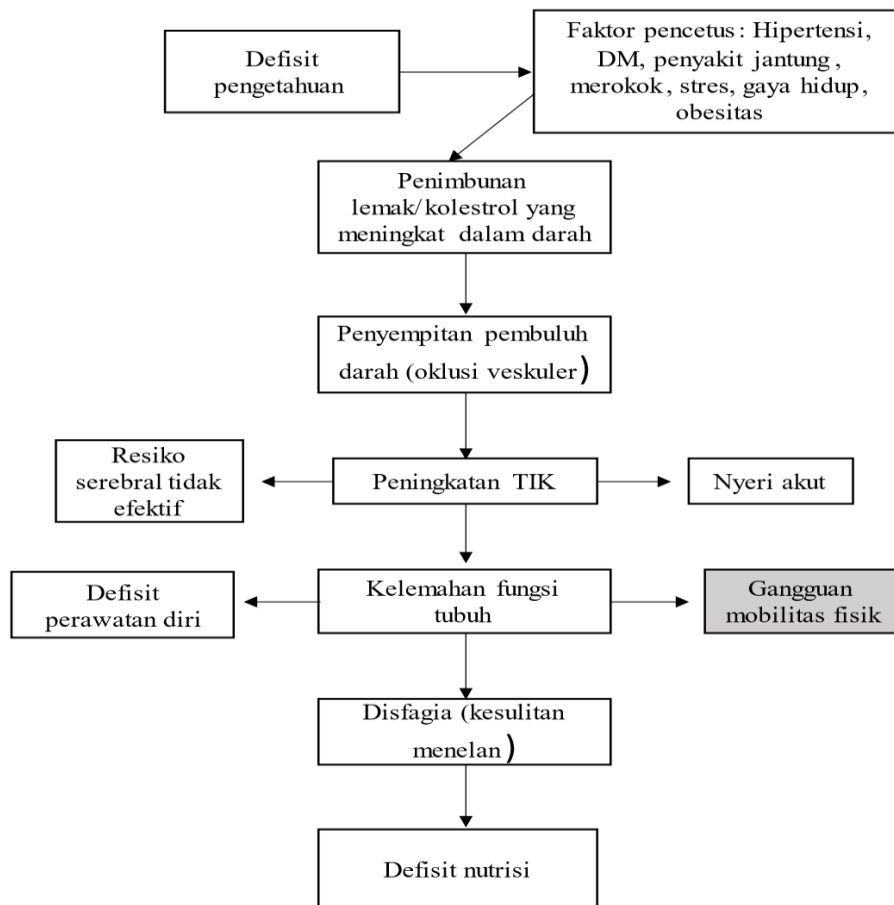 Defisit
pengetahuan
Faktor pencetus: Hipertensi,
DM, penyakit jantung,
merokok, stres, gaya hidup,
obesitas
Penimbunan
lemak/kolestrol yang
meningkat dalam darah
Penyempitan pembuluh
darah (oklusi veskuler)
Resiko
serebral tidak
efektif
Peningkatan TIK
Nyeri akut
Defisit
perawatan diri
Kelemahan fungsi
tubuh
Gangguan
mobilitas fisik
Disfagia (kesulitan
menelan)
Defisit nutrisi